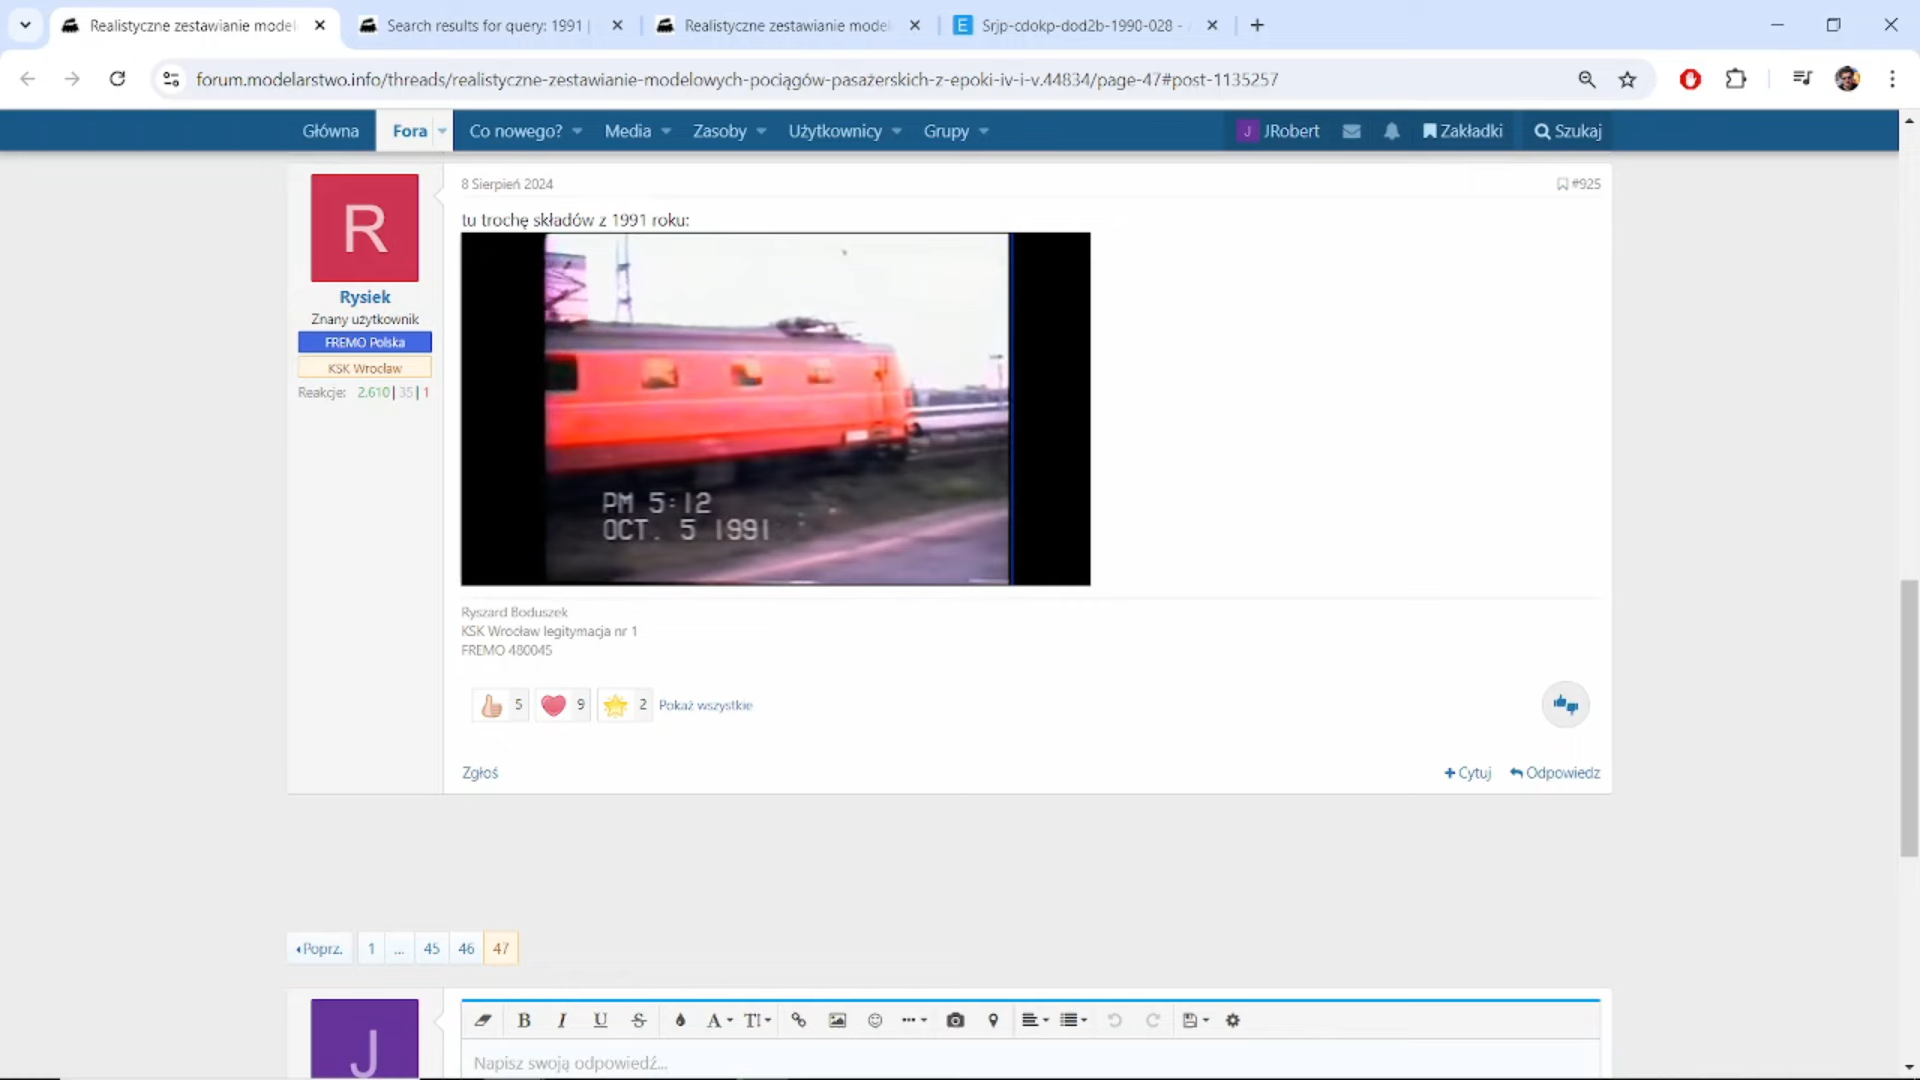 Realistyczne zestawianie model
Search results for query: 1991 |
Realistyczne zestawianie mode
Srjp-cdokp-dod2b-1990-028 -
forum.modelarstwo.info/threads/realistyczne-zestawianie-modelowych-pociągów-pasażerskich-z-epoki-iv-i-v.44834/page-47#post-1135257
Główna
Fora
Co nowego?
Media
Zasoby
Użytkownicy
Grupy
J
JRobert
Zakładki
Szukaj
R
Rysiek
Znany użytkownik
FREMO Polska
KSK Wrocław
Reakcje: 2.610 | 35 | 1
8 Sierpień 2024
#925
tu trochę składów z 1991 roku:
PM 5:12
OCT. 5 1991
Ryszard Boduszek
KSK Wrocław legitymacja nr 1
FREMO 480045
5
9
2
Pokaż wszystkie
Zgłoś
Cytuj
Odpowiedz
Poprz.
1
...
45
46
47
J
B I U S A TI
Napisz swoją odpowiedź...